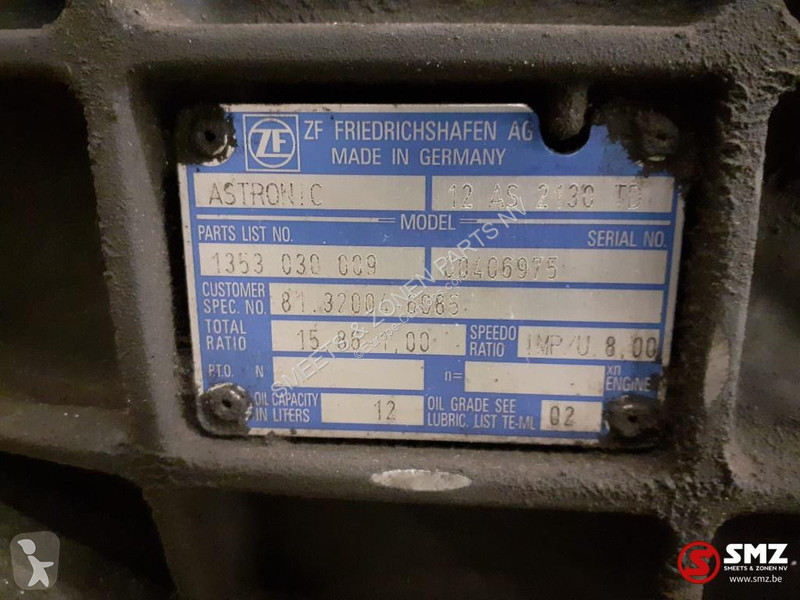 ZF
ZF FRIEDRICHSHAFEN AG
MADE IN GERMANY
ASTRONIC 12 AS 2130 TD
MODEL
PARTS LIST NO. SERIAL NO.
1353 030 009 00406975
CUSTOMER
SPEC. NO. 81.32004.6086
TOTAL
RATIO 15.86 1,00 SPEEDO
RATIO IMP/U 8,00
P.T.O. N n= xn
ENGINE
OIL CAPACITY
IN LITERS 12 OIL GRADE SEE
LUBRIC. LIST TE-ML 02
SMEETS & ZONEN PARTS NV
SMZ
SMEETS & ZONEN NV
www.smz.be